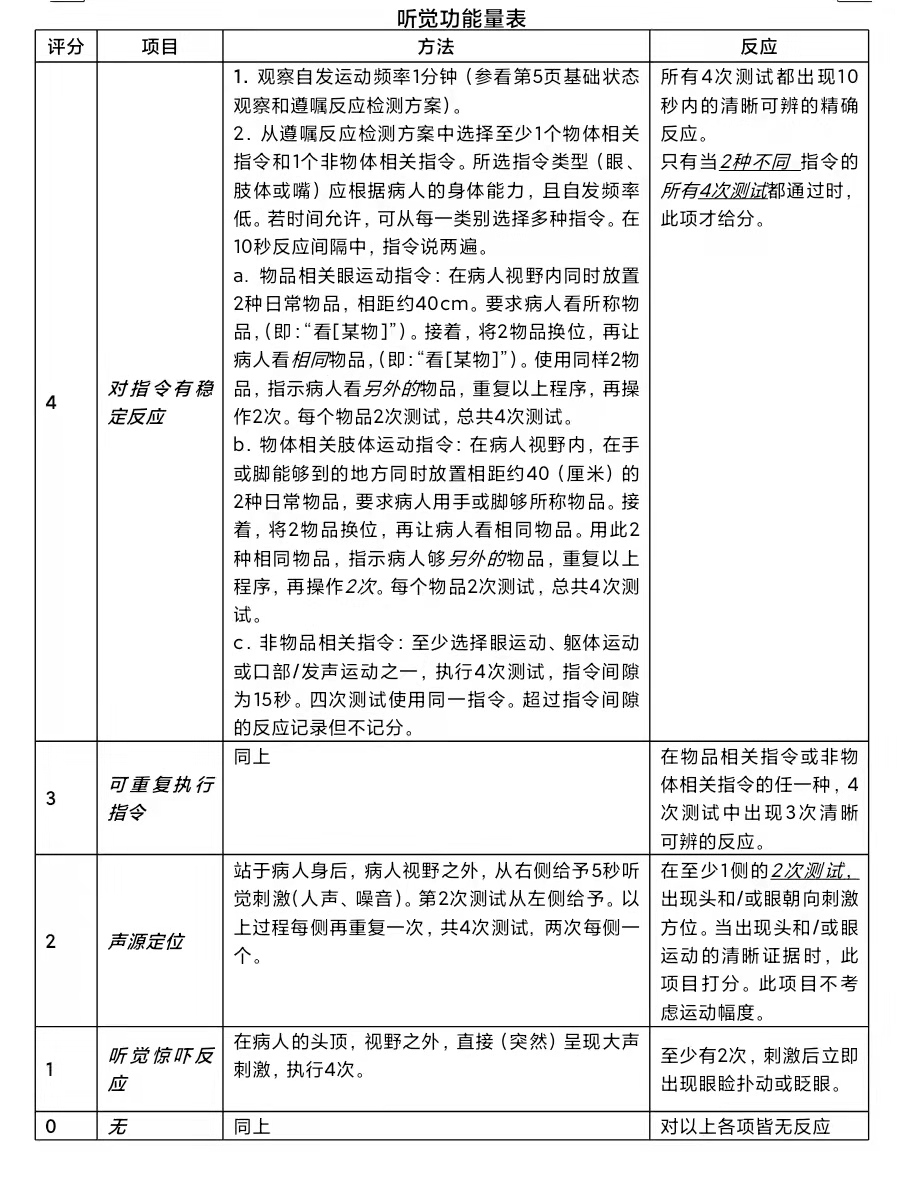 听觉功能量表
评分 项目 方法 反应
4
对指令有稳
定反应
1. 观察自发运动频率1分钟（参看第5页基础状态
观察和遵嘱反应检测方案）。
2. 从遵嘱反应检测方案中选择至少1个物体相关
指令和1个非物体相关指令。所选指令类型（眼、
肢体或嘴）应根据病人的身体能力，且自发频率
低。若时间允许，可从每一类别选择多种指令。在
10秒反应间隔中，指令说两遍。
a. 物品相关眼运动指令：在病人视野内同时放置
2种日常物品，相距约40cm。要求病人看所称物
品，（即：“看[某物]”）。接着，将2物品换位，再让
病人看相同物品，（即：“看[某物]”）。使用同样2物
品，指示病人看另外的物品，重复以上程序，再操
作2次。每个物品2次测试，总共4次测试。
b. 物体相关肢体运动指令：在病人视野内，在手
或脚能够到的地方同时放置相距约40（厘米）的
2种日常物品，要求病人用手或脚够所称物品。接
着，将2物品换位，再让病人看相同物品。用此2
种相同物品，指示病人够另外的物品，重复以上
程序，再操作2次。每个物品2次测试，总共4次测
试。
c. 非物品相关指令：至少选择眼运动、躯体运动
或口部/发声运动之一，执行4次测试，指令间隙
为15秒。四次测试使用同一指令。超过指令间隙
的反应记录但不记分。
所有4次测试都出现10
秒内的清晰可辨的精确
反应。
只有当2种不同 指令的
所有4次测试都通过时，
此项才给分。
3
可重复执行
指令
同上
在物品相关指令或非物
体相关指令的任一种，4
次测试中出现3次清晰
可辨的反应。
2
声源定位
站于病人身后，病人视野之外，从右侧给予5秒听
觉刺激（人声、噪音）。第2次测试从左侧给予。以
上过程每侧再重复一次，共4次测试, 两次每侧一
个。
在至少1侧的2次测试，
出现头和/或眼朝向刺激
方位。当出现头和/或眼
运动的清晰证据时，此
项目打分。此项目不考
虑运动幅度。
1
听觉惊吓反
应
在病人的头顶，视野之外，直接（突然）呈现大声
刺激，执行4次。
至少有2次，刺激后立即
出现眼睑扑动或眨眼。
0 无 同上 对以上各项皆无反应